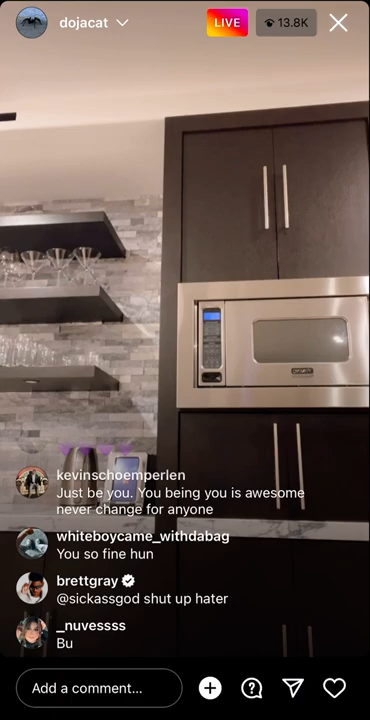 dojacat
LIVE
13.8K
kevinschoemperlen
Just be you. You being you is awesome
never change for anyone
whiteboycame_withdabag
You so fine hun
brettgray
@sickassgod shut up hater
_nuvessss
Bu
Add a comment...